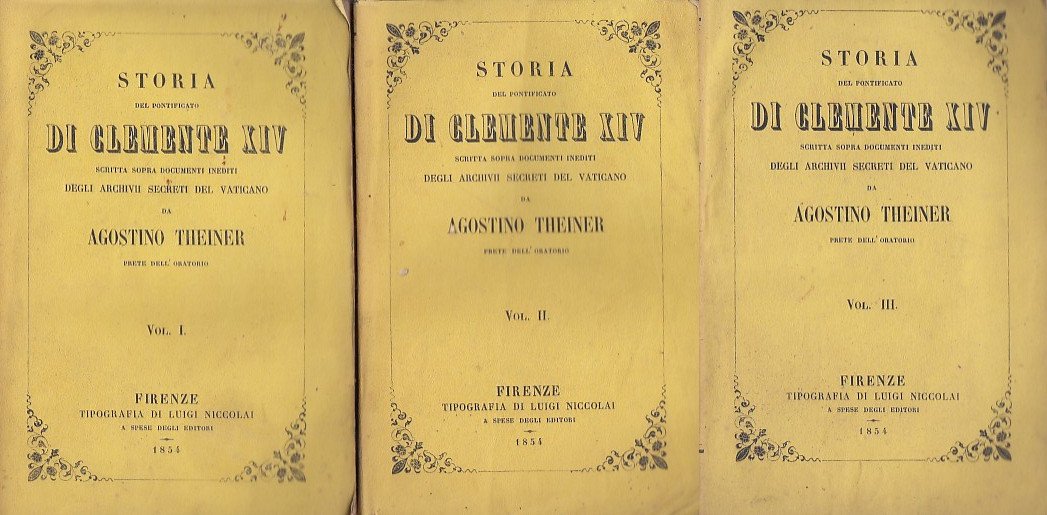 STORIA
DEL PONTIFICATO
DI CLEMENTE XIV
SCRITTA SOPRA DOCUMENTI INEDITI
DEGLI ARCHIVII SECRETI DEL VATICANO
DA
AGOSTINO THEINER
PRETE DELL' ORATORIO
VOL. I.
FIRENZE
TIPOGRAFIA DI LUIGI NICCOLAI
A SPESE DEGLI EDITORI
1854
STORIA
DEL PONTIFICATO
DI CLEMENTE XIV
SCRITTA SOPRA DOCUMENTI INEDITI
DEGLI ARCHIVII SECRETI DEL VATICANO
DA
AGOSTINO THEINER
PRETE DELL' ORATORIO
VOL. II.
FIRENZE
TIPOGRAFIA DI LUIGI NICCOLAI
A SPESE DEGLI EDITORI
1854
STORIA
DEL PONTIFICATO
DI CLEMENTE XIV
SCRITTA SOPRA DOCUMENTI INEDITI
DEGLI ARCHIVII SECRETI DEL VATICANO
DA
AGOSTINO THEINER
PRETE DELL' ORATORIO
VOL. III.
FIRENZE
TIPOGRAFIA DI LUIGI NICCOLAI
A SPESE DEGLI EDITORI
1854